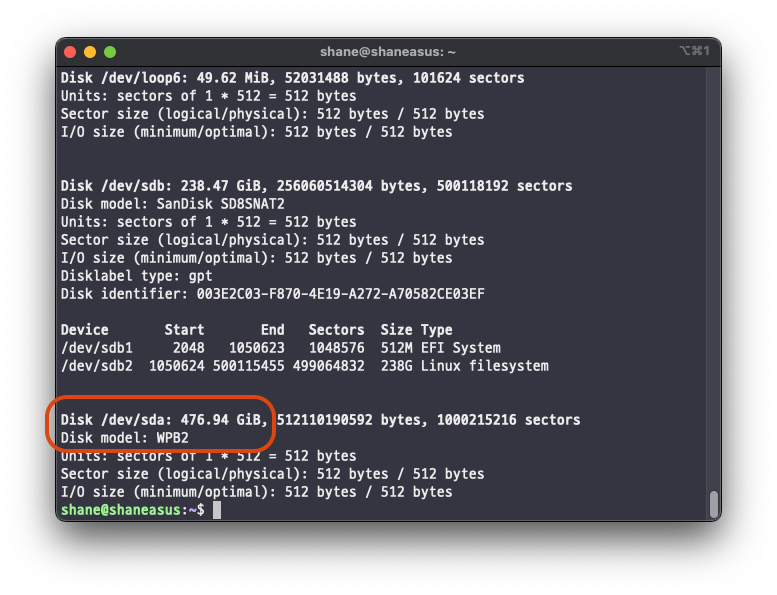 shane@shaneasus: ~
⌥⌘1
Disk /dev/loop6: 49.62 MiB, 52031488 bytes, 101624 sectors
Units: sectors of 1 * 512 = 512 bytes
Sector size (logical/physical): 512 bytes / 512 bytes
I/O size (minimum/optimal): 512 bytes / 512 bytes
Disk /dev/sdb: 238.47 GiB, 256060514304 bytes, 500118192 sectors
Disk model: SanDisk SD8SNAT2
Units: sectors of 1 * 512 = 512 bytes
Sector size (logical/physical): 512 bytes / 512 bytes
I/O size (minimum/optimal): 512 bytes / 512 bytes
Disklabel type: gpt
Disk identifier: 003E2C03-F870-4E19-A272-A70582CE03EF
Device Start End Sectors Size Type
/dev/sdb1 2048 1050623 1048576 512M EFI System
/dev/sdb2 1050624 500115455 499064832 238G Linux filesystem
Disk /dev/sda: 476.94 GiB, 512110190592 bytes, 1000215216 sectors
Disk model: WPB2
Units: sectors of 1 * 512 = 512 bytes
Sector size (logical/physical): 512 bytes / 512 bytes
I/O size (minimum/optimal): 512 bytes / 512 bytes
shane@shaneasus:~$